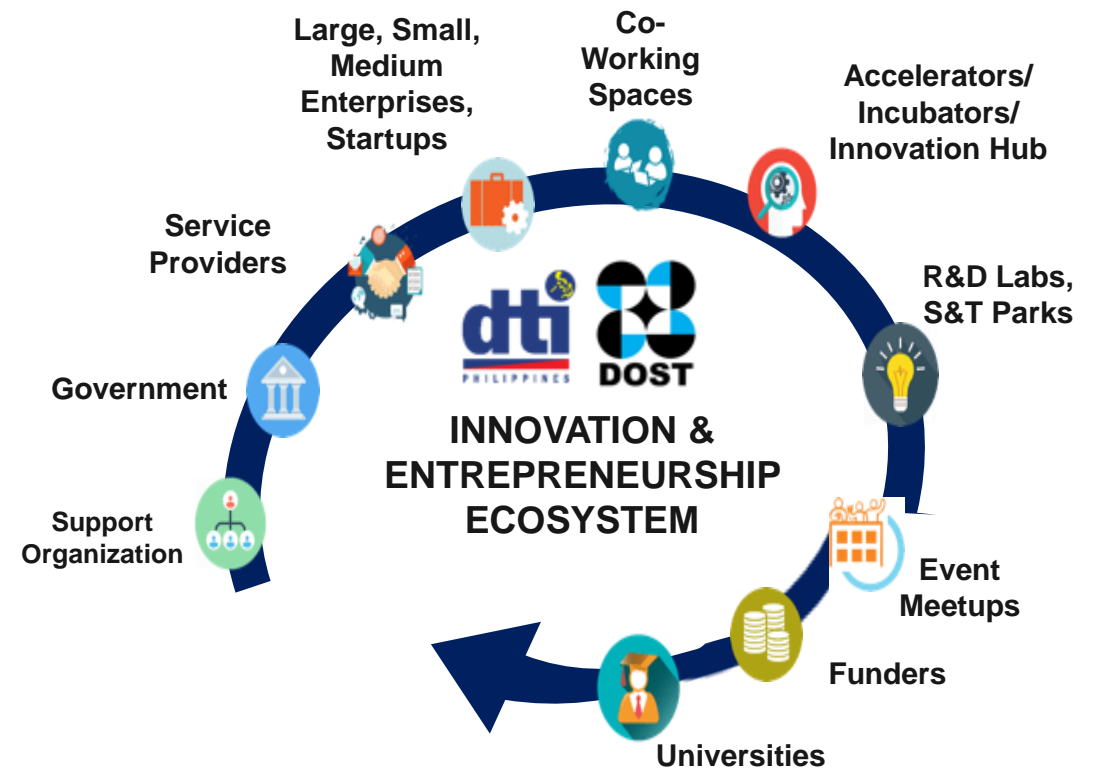 Large, Small,
Medium
Enterprises,
Startups
Co-
Working
Spaces
Accelerators/
Incubators/
Innovation Hub
Service
Providers
R&D Labs,
S&T Parks
dti
PHILIPPINES
DOST
Government
INNOVATION &
ENTREPRENEURSHIP
ECOSYSTEM
Support
Organization
Event
Meetups
Funders
Universities